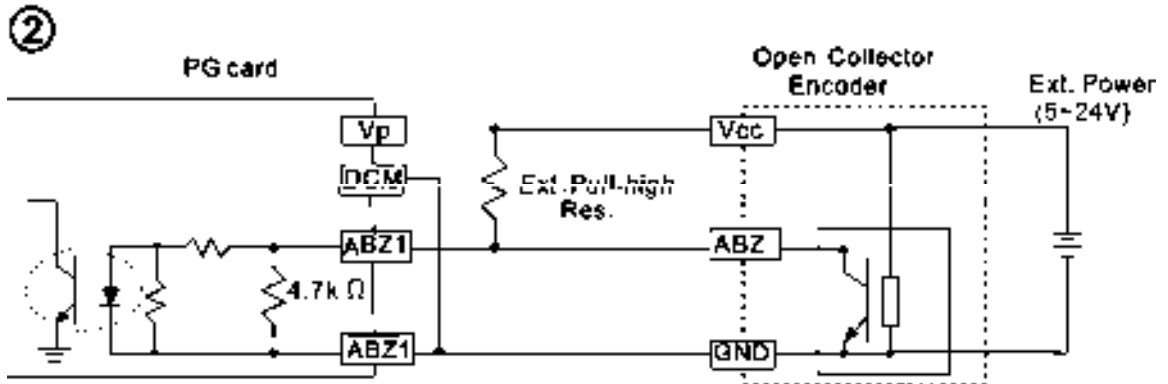 ②
PG card
Open Collector
Encoder
Ext. Power
(5~24V)
Vp
Vcc
DCM
Ext. Pull-high
Res.
ABZ1
ABZ
4.7k Ω
ABZ1
GND